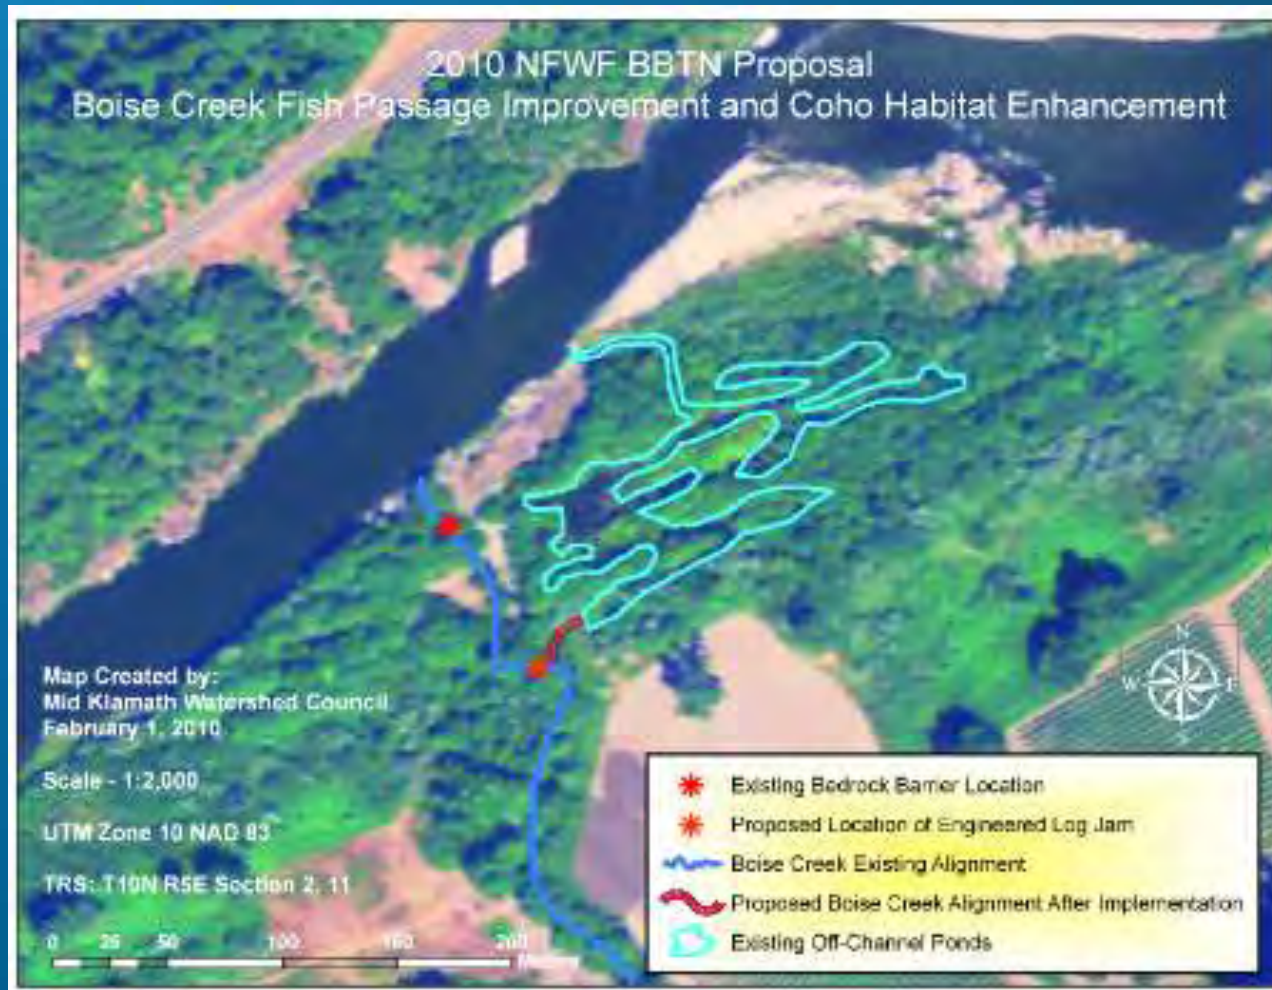 2010 NFWF BBTN Proposal
Boise Creek Fish Passage Improvement and Coho Habitat Enhancement
Map Created by:
Mid Klamath Watershed Council
February 1, 2010
Scale - 1:2,000
UTM Zone 10 NAD 83
TRS: T10N R5E Section 2, 11
0 25 50 100 150 200
Meters
N
W E
S
Existing Bedrock Barrier Location
Proposed Location of Engineered Log Jam
Boise Creek Existing Alignment
Proposed Boise Creek Alignment After Implementation
Existing Off-Channel Ponds